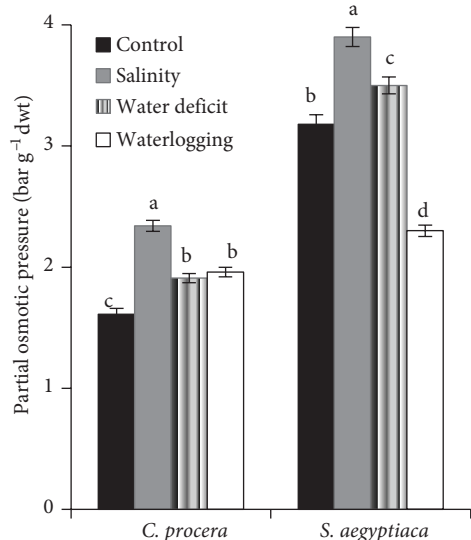 Partial osmotic pressure (bar g⁻¹ dwt)
4
3
2
1
0
Control
Salinity
Water deficit
Waterlogging
c
a
b
b
b
a
c
d
C. procera
S. aegyptiaca